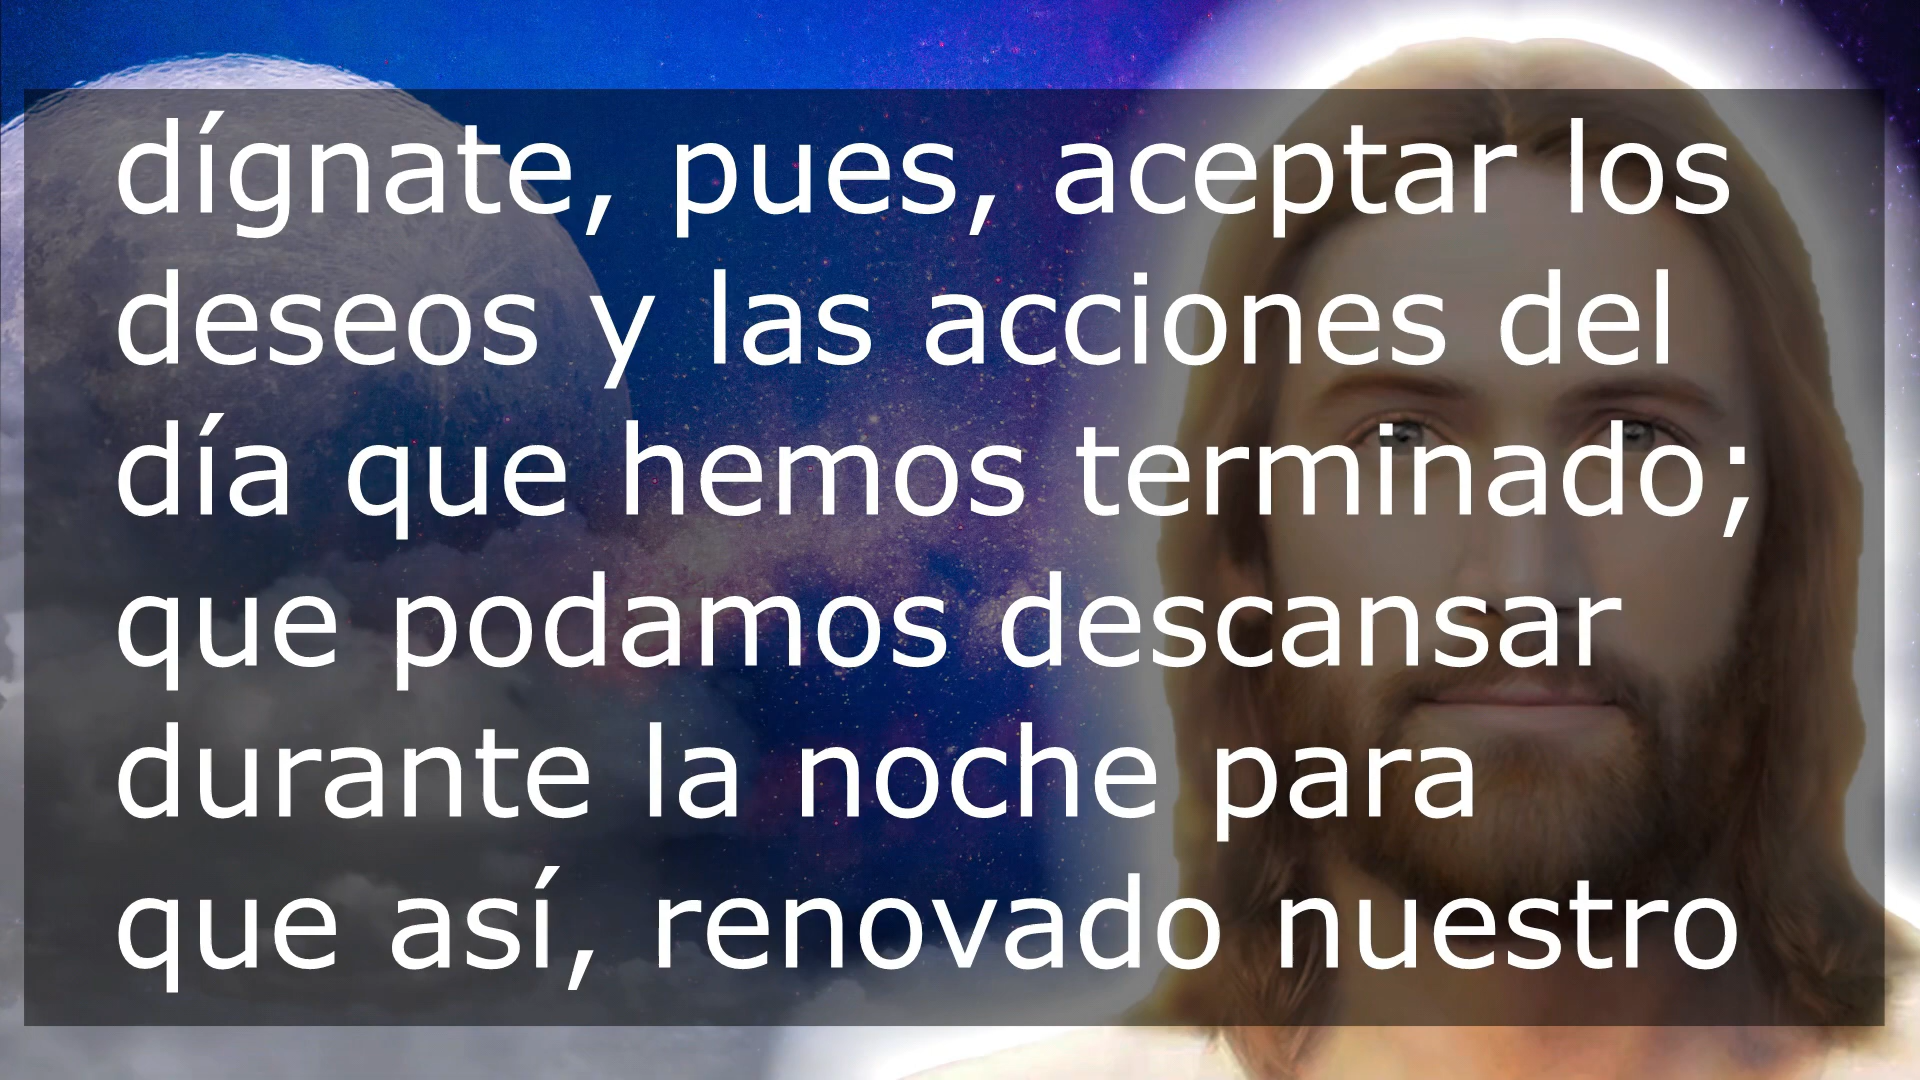 dígnate, pues, aceptar los
deseos y las acciones del
día que hemos terminado;
que podamos descansar
durante la noche para
que así, renovado nuestro